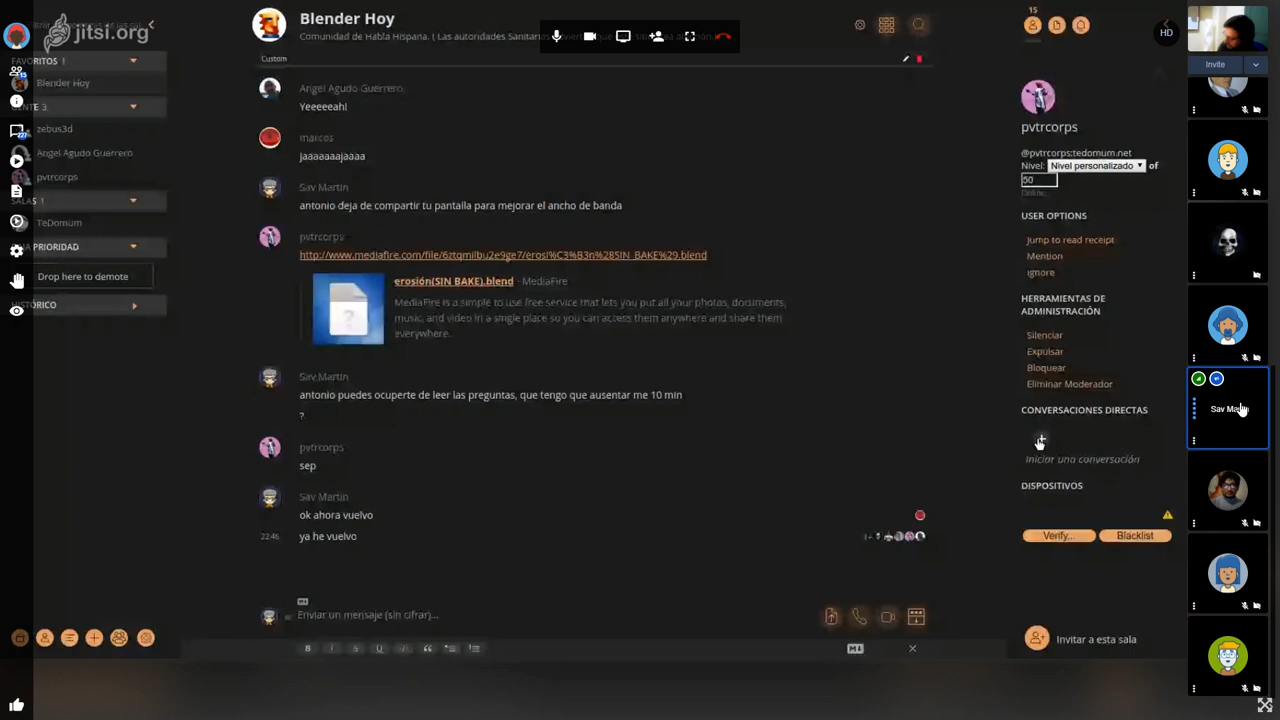 jitsi.org
FAVORITOS 1
Blender Hoy
GENTE 3
zebus3d
Angel Agudo Guerrero
pvtrcorps
SALAS 1
TeDomum
PRIORIDAD
Drop here to demote
HISTÓRICO
15
227
Blender Hoy
Comunidad de Habla Hispana. ( Las autoridades Sanitar
Custom
Angel Agudo Guerrero
Yeeeeeah!
marcos
jaaaaaaajaaaa
Sav Martin
antonio deja de compartir tu pantalla para mejorar el ancho de banda
pvtrcorps
http://www.mediafire.com/file/6ztqmilbu2e9ge7/erosi%C3%B3n%28SIN_BAKE%29.blend
erosión(SIN BAKE).blend - MediaFire
MediaFire is a simple to use free service that lets you put all your photos, documents,
music, and video in a single place so you can access them anywhere and share them
everywhere.
Sav Martin
antonio puedes ocuperte de leer las preguntas, que tengo que ausentar me 10 min
?
pvtrcorps
sep
Sav Martin
ok ahora vuelvo
22:46 ya he vuelvo
Enviar un mensaje (sin cifrar)...
15
pvtrcorps
@pvtrcorps:tedomum.net
Nivel: Nivel personalizado of
50
Online
USER OPTIONS
Jump to read receipt
Mention
Ignore
HERRAMIENTAS DE
ADMINISTRACIÓN
Silenciar
Expulsar
Bloquear
Eliminar Moderador
CONVERSACIONES DIRECTAS
Iniciar una conversación
DISPOSITIVOS
Verify... Blacklist
Invitar a esta sala
HD
Invite
Sav Martin